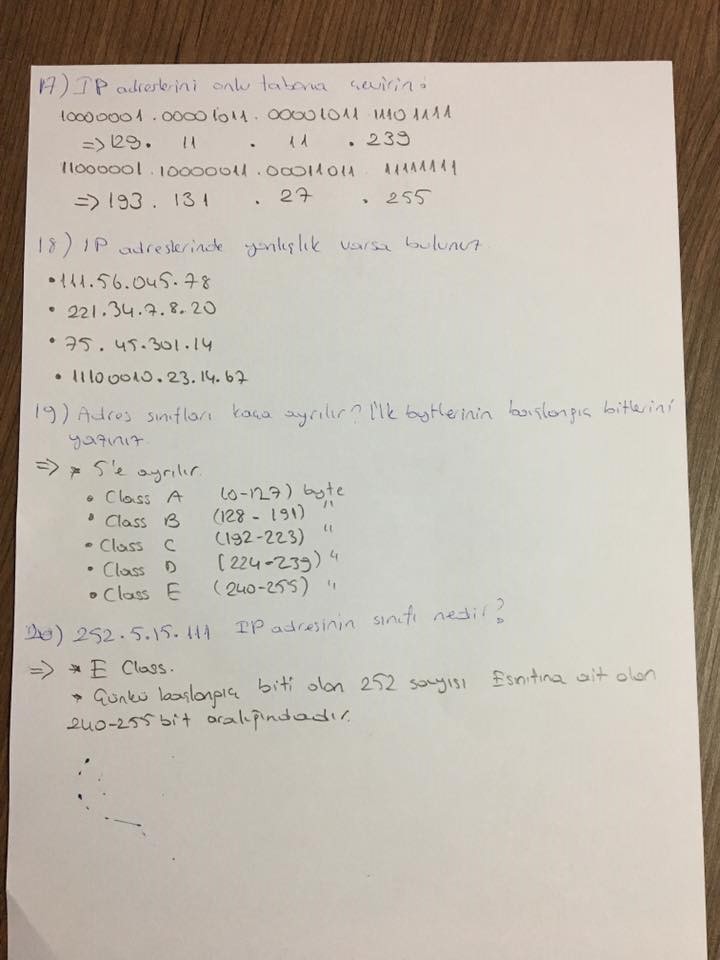 17) IP adreslerini onlu tabana çevirin:
10000001.00001011.00001011.11101111
=> 129. 11 . 11 . 239
11000001.10000011.00011011.11111111
=> 193. 131 . 27 . 255
18) IP adreslerinde yanlışlık varsa bulunuz.
• 111.56.045.78
• 221.34.7.8.20
• 75.45.301.14
• 11100010.23.14.67
19) Adres sınıfları kaça ayrılır? İlk bytlerinin başlangıç bitlerini
yazınız.
=> * 5'e ayrılır.
• Class A (0-127) byte
• Class B (128-191) "
• Class C (192-223) "
• Class D (224-239) "
• Class E (240-255) "
20) 252.5.15.111 IP adresinin sınıfı nedir?
=> * E Class.
* Çünkü başlangıç biti olan 252 sayısı E sınıfına ait olan
240-255 bit aralığındadır.